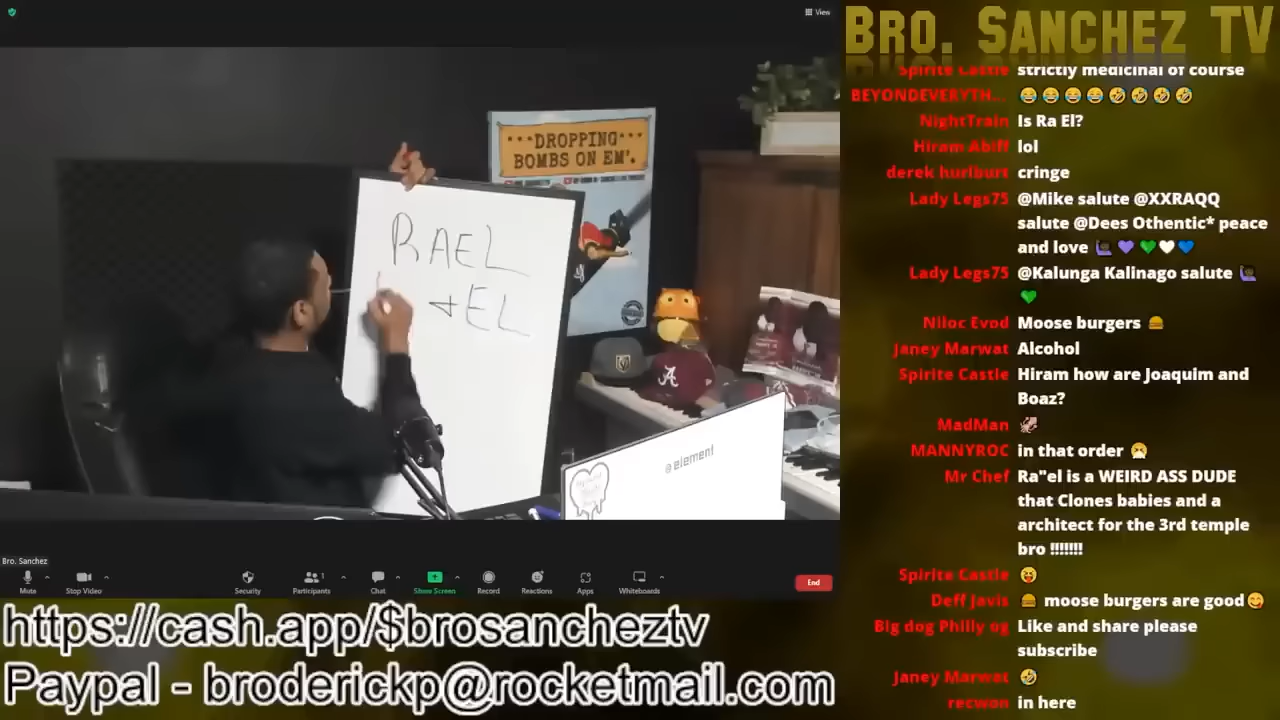 View
BRO. SANCHEZ TV
···DROPPING···
BOMBS ON EM'.
RAEL
+EL
A
@element
Bro. Sanchez
Mute
Stop Video
Security
Participants
1
Chat
Show Screen
Record
Reactions
Apps
Whiteboards
End
https://cash.app/$brosancheztv
Paypal - broderickp@rocketmail.com
Spirite Castle strictly medicinal of course
BEYONDEVERYTH... 😂😂😂😂🤣🤣🤣🤣
NightTrain Is Ra El?
Hiram Abiff lol
derek hurlburt cringe
Lady Legs75 @Mike salute @XXRAQQ
salute @Dees Othentic* peace
and love 🙋🏿‍♀️💜💚🤍💙
Lady Legs75 @Kalunga Kalinago salute 🙋🏿‍♀️
💚
Niloc Evod Moose burgers 🍔
Janey Marwat Alcohol
Spirite Castle Hiram how are Joaquim and
Boaz?
MadMan 🦑
MANNYROC in that order 😤
Mr Chef Ra"el is a WEIRD ASS DUDE
that Clones babies and a
architect for the 3rd temple
bro !!!!!!!
Spirite Castle 😝
Deff Javis 🍔 moose burgers are good😋
Big dog Philly og Like and share please
subscribe
Janey Marwat 🤣
recwon in here